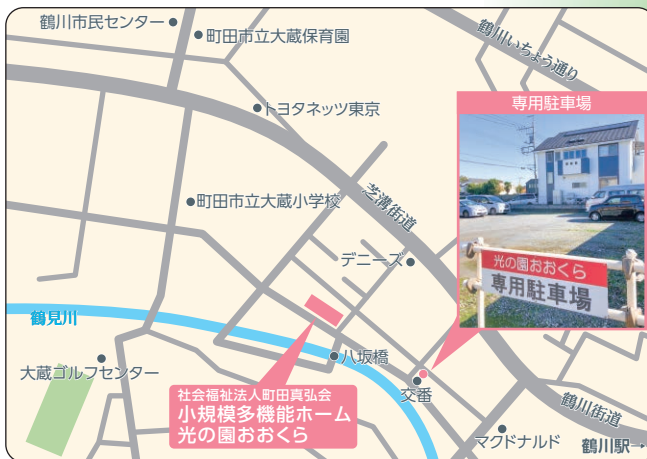 鶴川市民センター
町田市立大蔵保育園
鶴川いちょう通り
トヨタネッツ東京
専用駐車場
町田市立大蔵小学校
芝溝街道
デニーズ
光の園おおくら
専用駐車場
鶴見川
八坂橋
大蔵ゴルフセンター
社会福祉法人町田真弘会
小規模多機能ホーム
光の園おおくら
交番
鶴川街道
マクドナルド
鶴川駅→